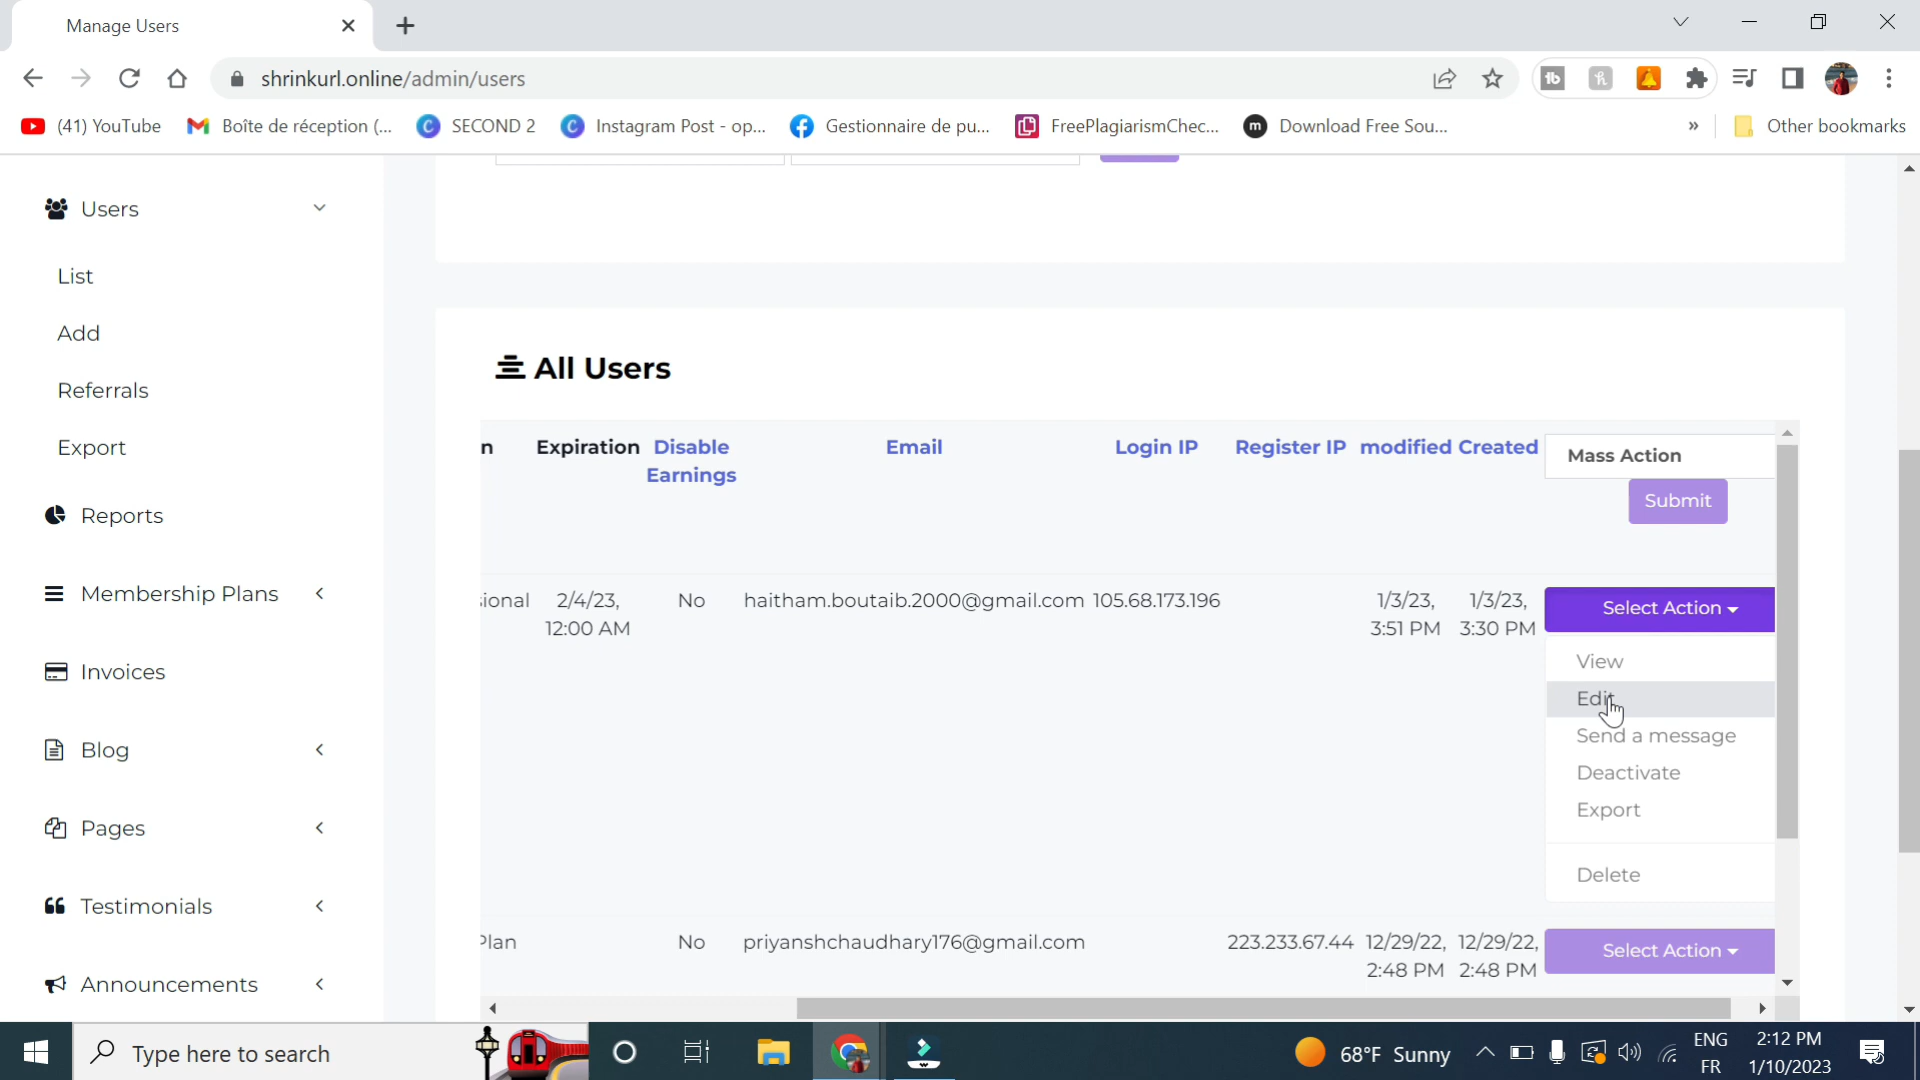 Manage Users
shrinkurl.online/admin/users
(41) YouTube
Boîte de réception (...
SECOND 2
Instagram Post - op...
Gestionnaire de pu...
FreePlagiarismChec...
Download Free Sou...
»
Other bookmarks
Users
List
Add
Referrals
Export
Reports
Membership Plans
Invoices
Blog
Pages
Testimonials
Announcements
All Users
n Expiration Disable Earnings Email Login IP Register IP modified Created Mass Action
Submit
sional 2/4/23, No haitham.boutaib.2000@gmail.com 105.68.173.196 1/3/23, 1/3/23, Select Action
12:00 AM 3:51 PM 3:30 PM
View
Edit
Send a message
Deactivate
Export
Delete
Plan No priyanshchaudhary176@gmail.com 223.233.67.44 12/29/22, 12/29/22, Select Action
2:48 PM 2:48 PM
Type here to search
68°F Sunny
ENG
FR
2:12 PM
1/10/2023